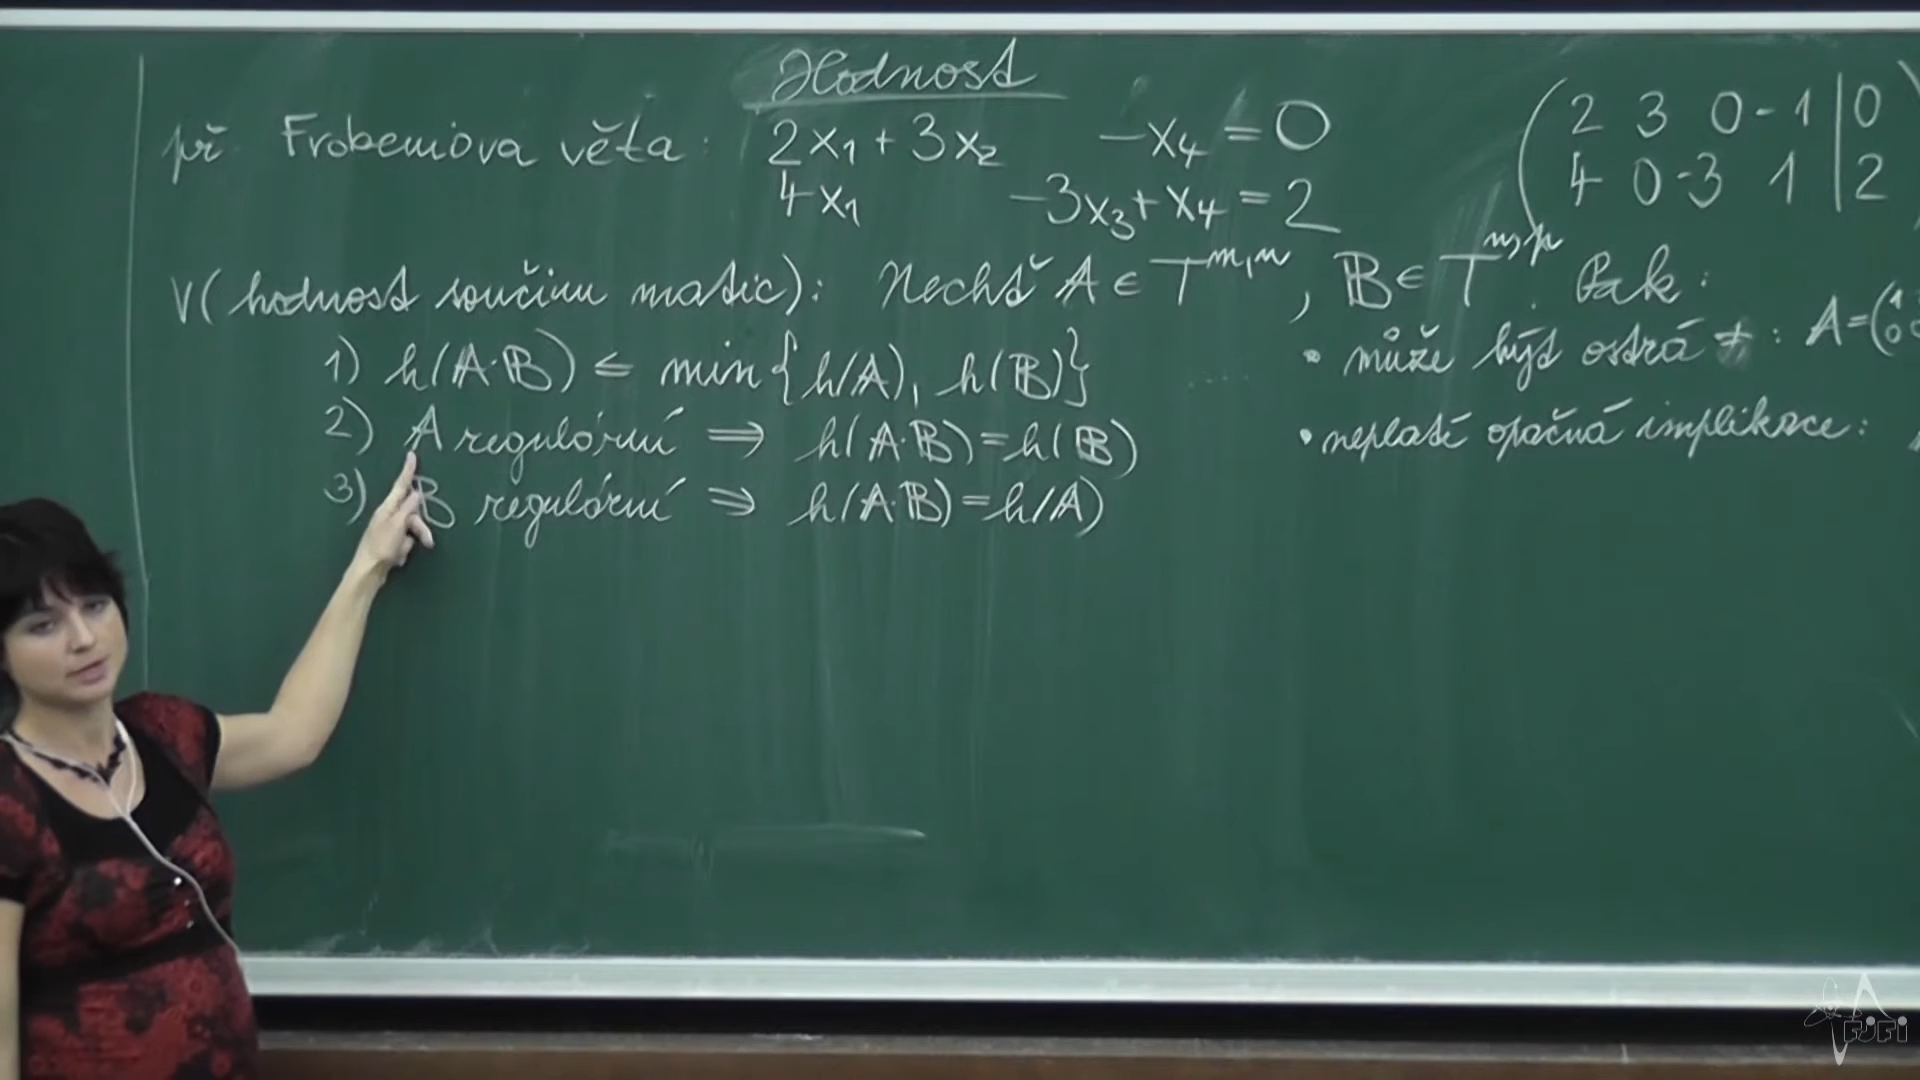 Hodnost
př. Frobeniova věta: 2x₁ + 3x₂ - x₄ = 0
4x₁ - 3x₃ + x₄ = 2
( 2 3 0 -1 | 0
4 0 -3 1 | 2
V (hodnost součinu matic): Nechť 𝔸 ∈ T^{m,n}, 𝔹 ∈ T^{n,p}. Pak:
1) h(𝔸·𝔹) ≤ min{h(𝔸), h(𝔹)}
2) 𝔸 regulární ⇒ h(𝔸·𝔹) = h(𝔹)
3) 𝔹 regulární ⇒ h(𝔸·𝔹) = h(𝔸)
• může být ostrá ≠: 𝔸 = (
• neplatí opačná implikace:
FJFI